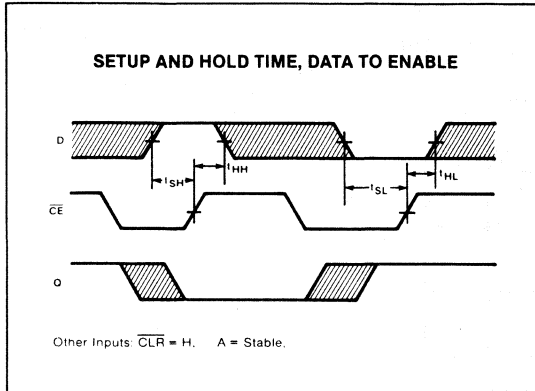 SETUP AND HOLD TIME, DATA TO ENABLE
D
tSH
tHH
tSL
tHL
CE
Q
Other Inputs: CLR = H. A = Stable.